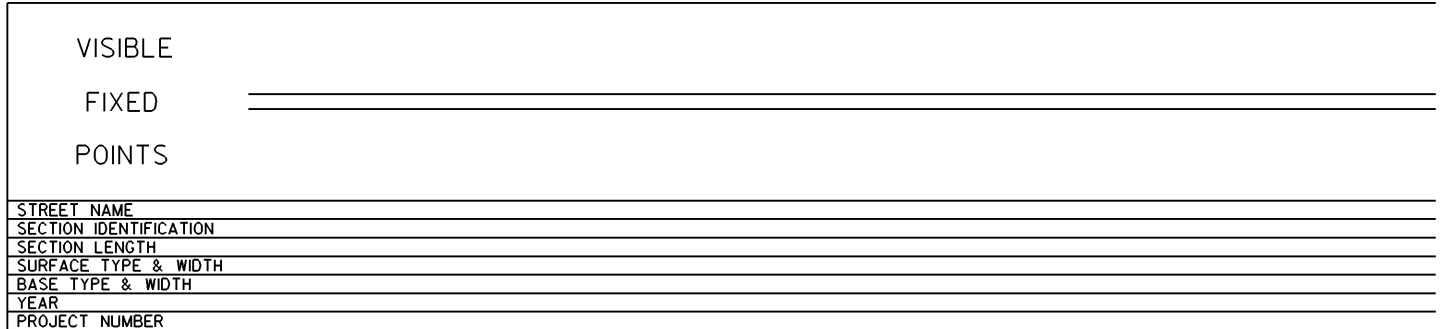 VISIBLE
FIXED
POINTS
STREET NAME
SECTION IDENTIFICATION
SECTION LENGTH
SURFACE TYPE & WIDTH
BASE TYPE & WIDTH
YEAR
PROJECT NUMBER